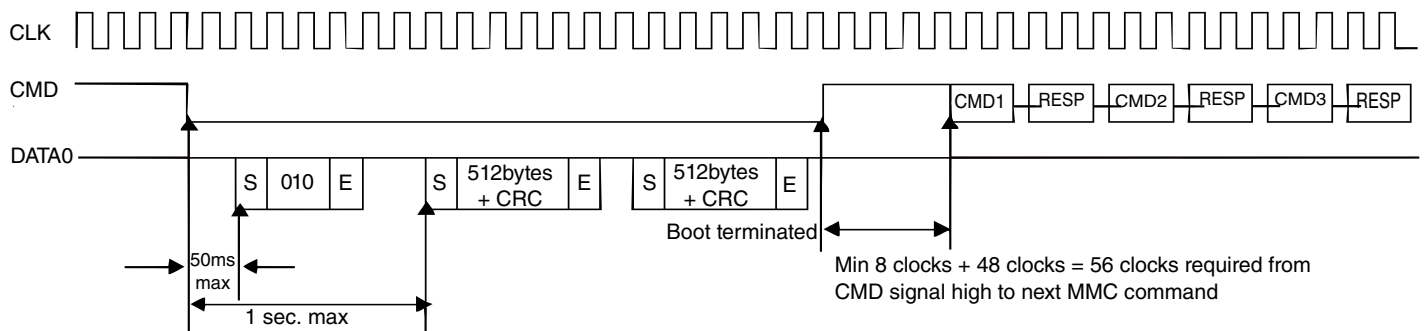 CLK
CMD
CMD1 RESP CMD2 RESP CMD3 RESP
DATA0
S 010 E S 512bytes + CRC E S 512bytes + CRC E
Boot terminated
50ms max
Min 8 clocks + 48 clocks = 56 clocks required from
CMD signal high to next MMC command
1 sec. max